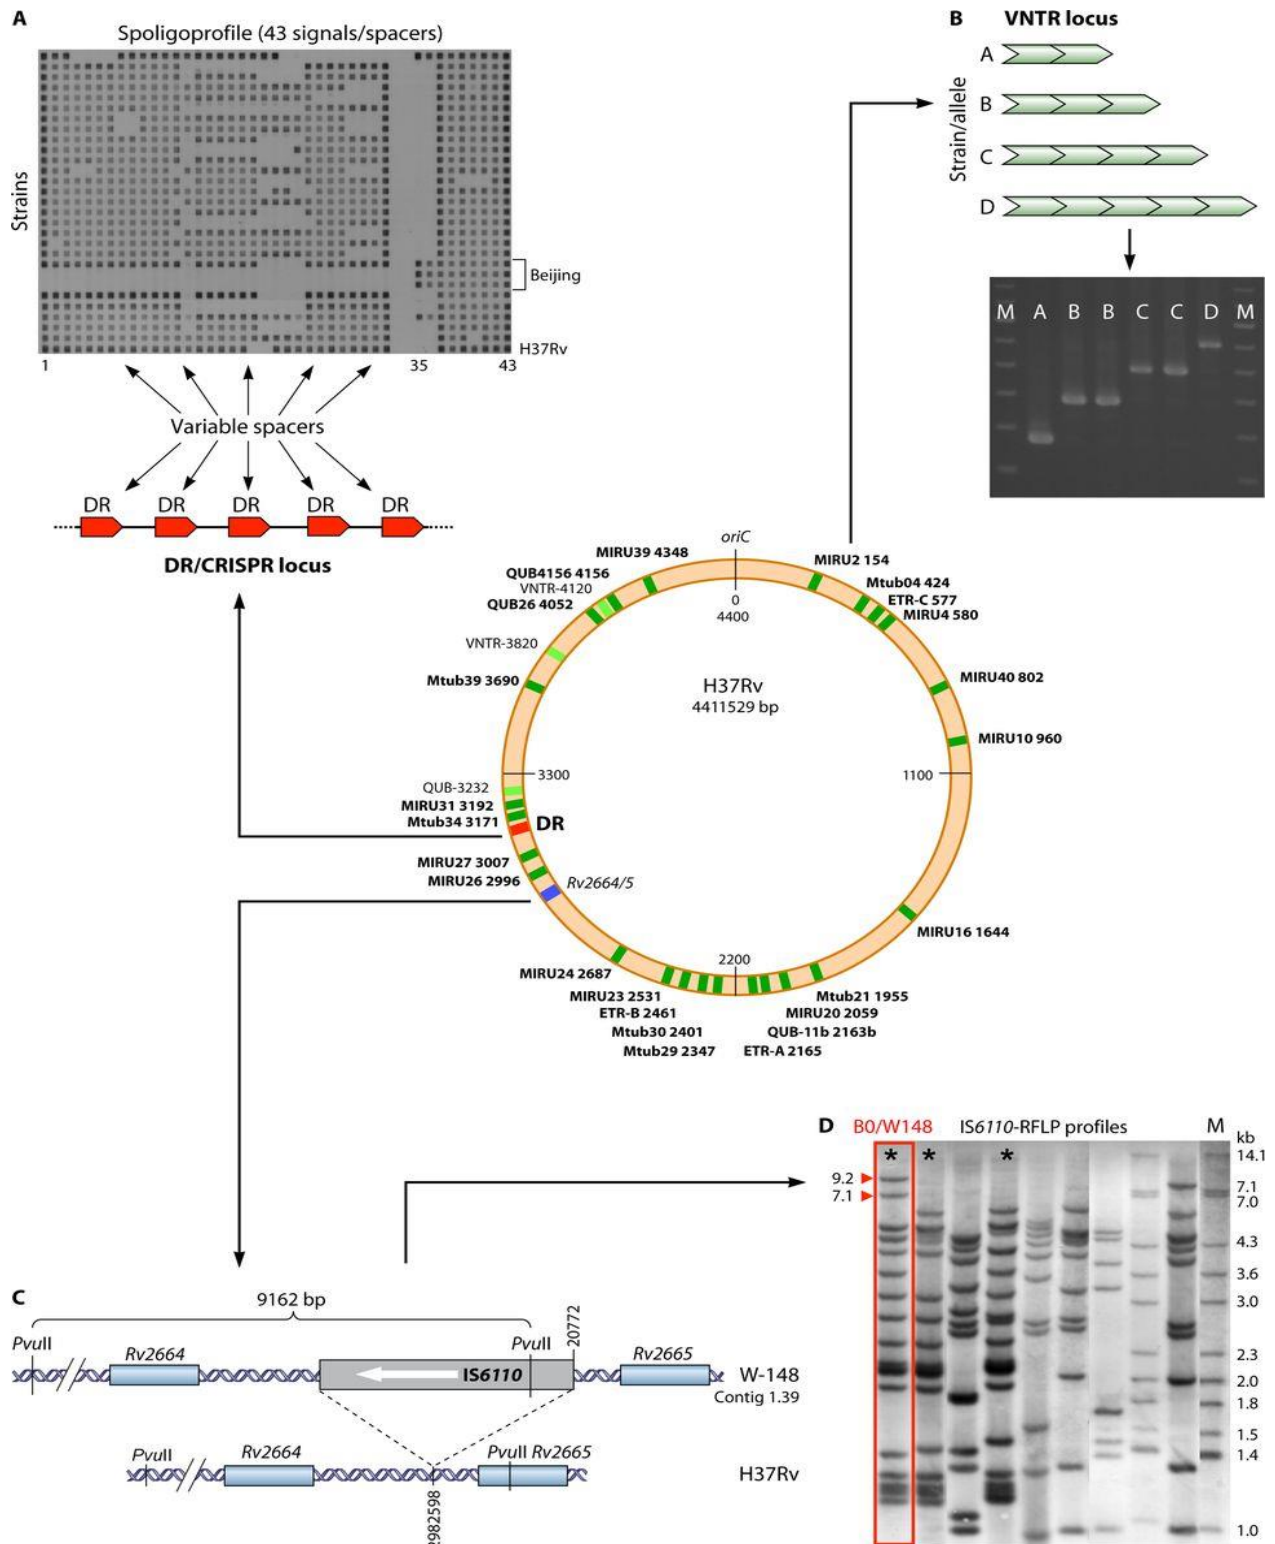 A
Spoligoprofile (43 signals/spacers)
Strains
Beijing
H37Rv
1
35
43
Variable spacers
DR
DR
DR
DR
DR
DR/CRISPR locus
B
VNTR locus
Strain/allele
A
B
C
D
M
A
B
B
C
C
D
M
oriC
0
4400
H37Rv
4411529 bp
1100
2200
3300
MIRU2 154
Mtub04 424
ETR-C 577
MIRU4 580
MIRU40 802
MIRU10 960
MIRU16 1644
Mtub21 1955
MIRU20 2059
QUB-11b 2163b
ETR-A 2165
Mtub29 2347
Mtub30 2401
ETR-B 2461
MIRU23 2531
MIRU24 2687
Rv2664/5
MIRU26 2996
MIRU27 3007
DR
Mtub34 3171
MIRU31 3192
QUB-3232
Mtub39 3690
VNTR-3820
QUB26 4052
VNTR-4120
QUB4156 4156
MIRU39 4348
C
9162 bp
PvuII
Rv2664
PvuII
20772
IS6110
Rv2665
W-148
Contig 1.39
PvuII
Rv2664
PvuII
Rv2665
H37Rv
2982598
D
B0/W148
IS6110-RFLP profiles
M
kb
*
*
*
9.2
7.1
14.1
7.1
7.0
4.3
3.6
3.0
2.3
2.0
1.8
1.5
1.4
1.0